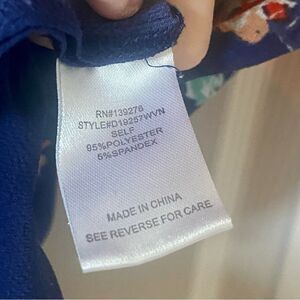 RN#139276
STYLE#D19257WVN
SELF
95%POLYESTER
5%SPANDEX
MADE IN CHINA
SEE REVERSE FOR CARE